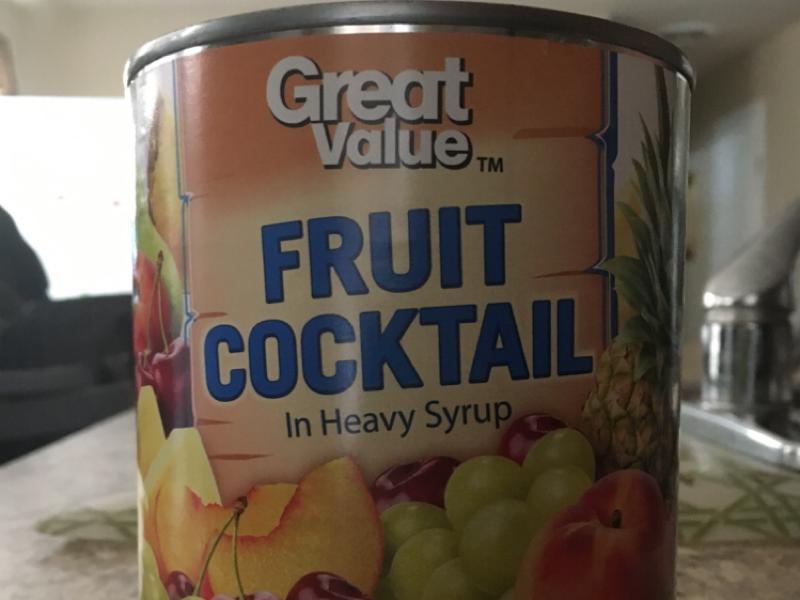 Great
Value™
FRUIT
COCKTAIL
In Heavy Syrup